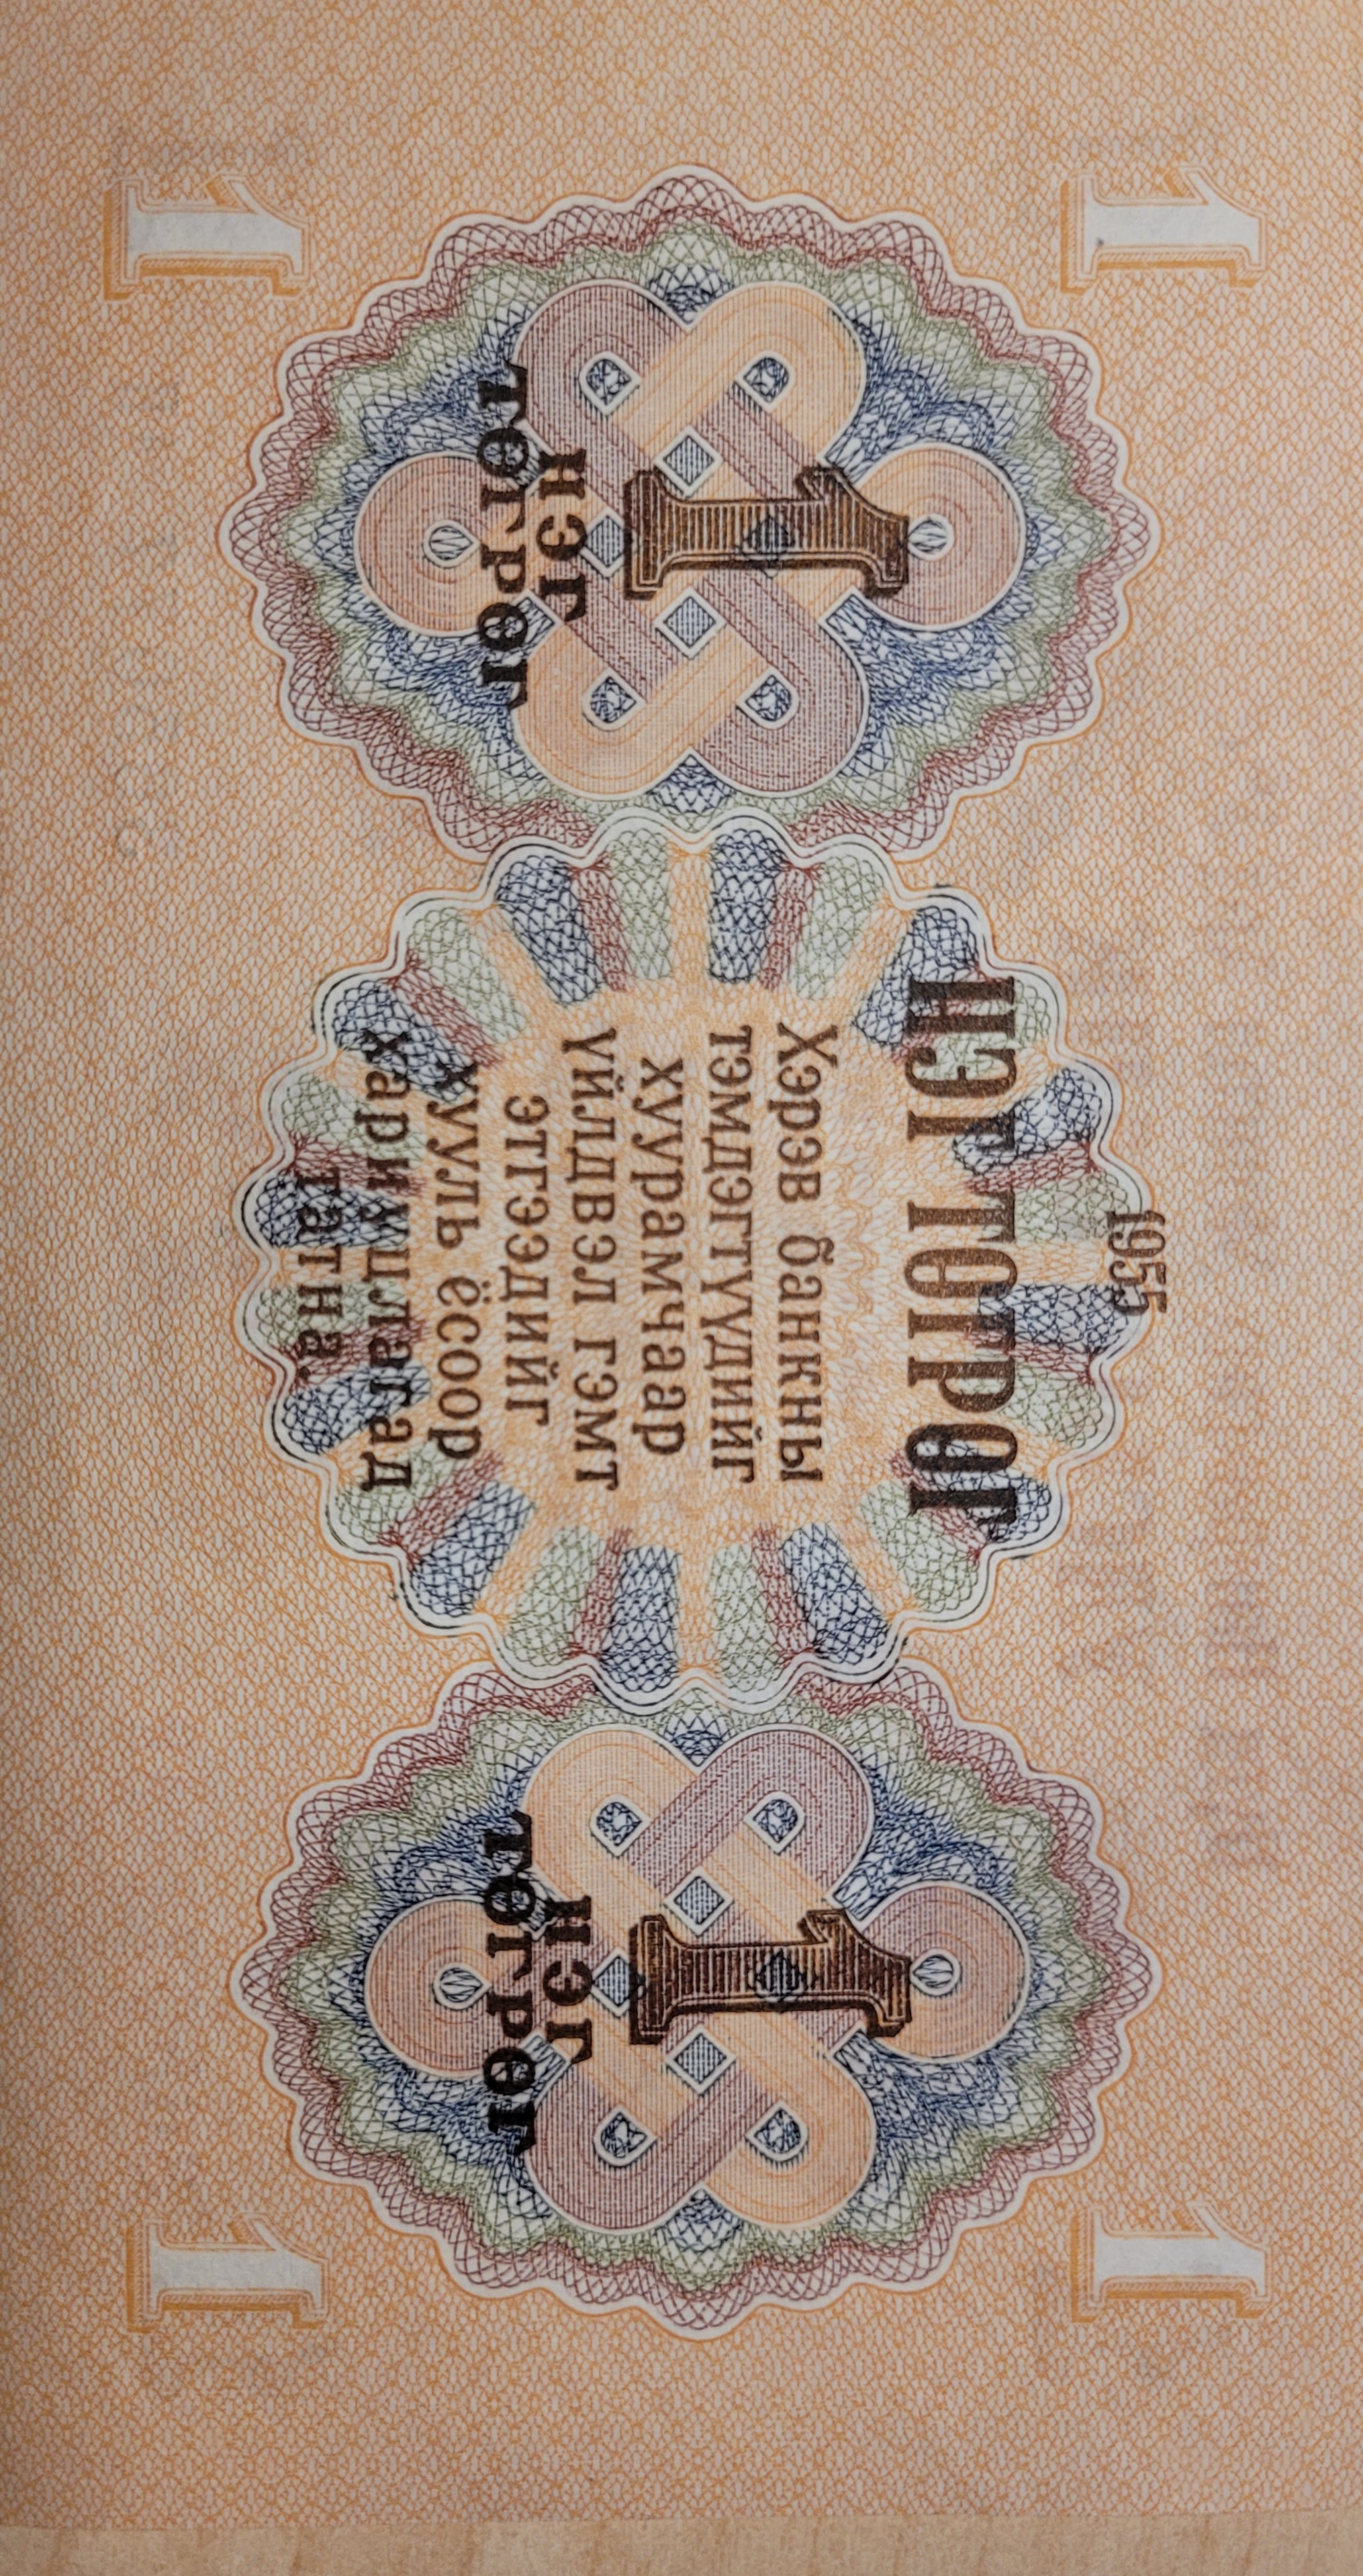 1
1
1955
НЭГ ТӨГРӨГ
Хэрэв банкны
тэмдэгтүүдийг
хуурамчаар
үйлдвэл гэмт
этгээдийг
хууль ёсоор
хариуцлагад
татна.
1
НЭГ
ТӨГРӨГ
1
НЭГ
ТӨГРӨГ
1
1